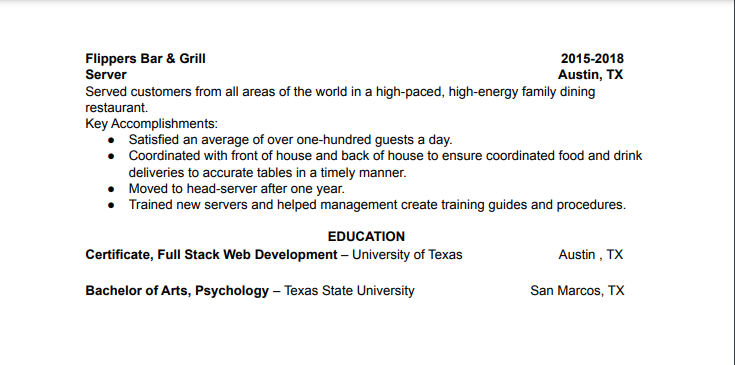 Flippers Bar & Grill 2015-2018
Server Austin, TX
Served customers from all areas of the world in a high-paced, high-energy family dining
restaurant.
Key Accomplishments:
● Satisfied an average of over one-hundred guests a day.
● Coordinated with front of house and back of house to ensure coordinated food and drink
deliveries to accurate tables in a timely manner.
● Moved to head-server after one year.
● Trained new servers and helped management create training guides and procedures.
EDUCATION
Certificate, Full Stack Web Development – University of Texas Austin , TX
Bachelor of Arts, Psychology – Texas State University San Marcos, TX